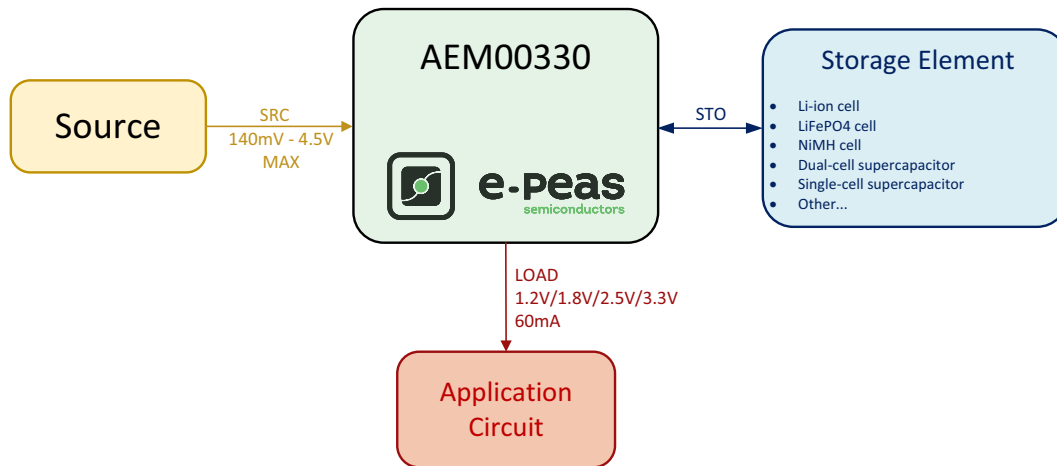 AEM00330
e-peas
semiconductors
Source
SRC
140mV - 4.5V
MAX
STO
Storage Element
• Li-ion cell
• LiFePO4 cell
• NiMH cell
• Dual-cell supercapacitor
• Single-cell supercapacitor
• Other...
LOAD
1.2V/1.8V/2.5V/3.3V
60mA
Application
Circuit